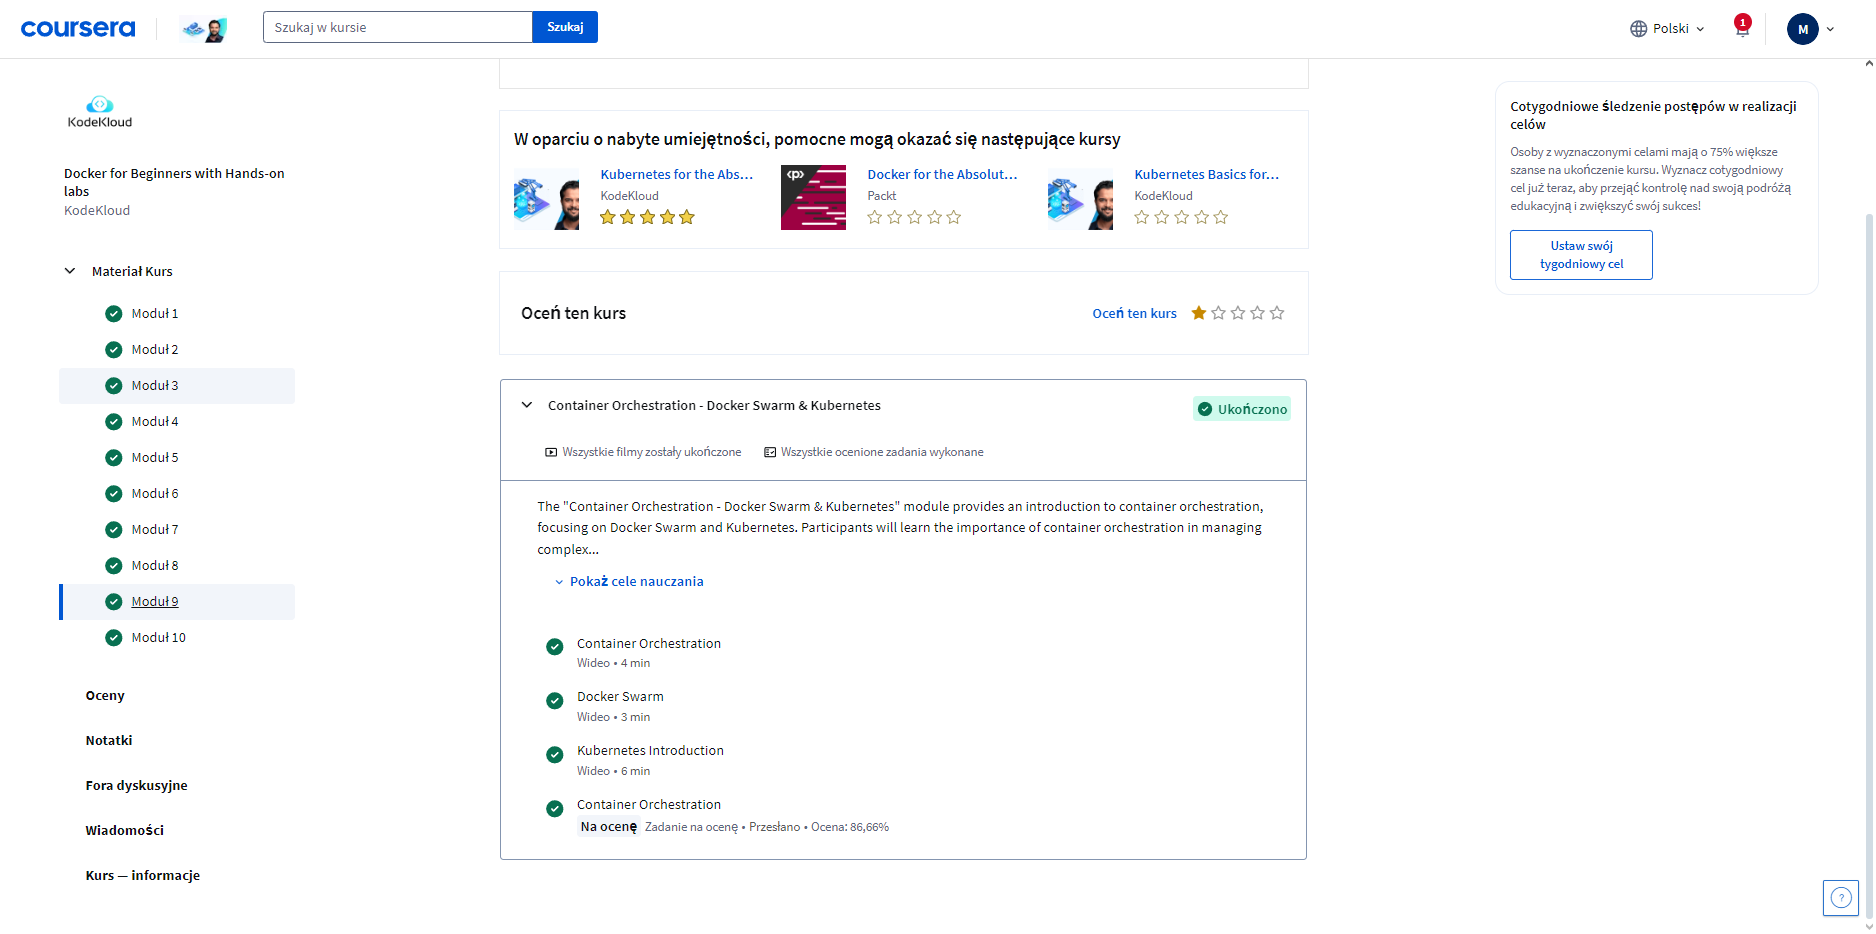 coursera
Szukaj w kursie
Szukaj
Polski
1
M
KodeKloud
Docker for Beginners with Hands-on
labs
KodeKloud
Materiał Kurs
Moduł 1
Moduł 2
Moduł 3
Moduł 4
Moduł 5
Moduł 6
Moduł 7
Moduł 8
Moduł 9
Moduł 10
Oceny
Notatki
Fora dyskusyjne
Wiadomości
Kurs — informacje
W oparciu o nabyte umiejętności, pomocne mogą okazać się następujące kursy
Kubernetes for the Abs...
KodeKloud
<p>
Docker for the Absolut...
Packt
Kubernetes Basics for...
KodeKloud
Oceń ten kurs
Oceń ten kurs
Container Orchestration - Docker Swarm & Kubernetes
Ukończono
Wszystkie filmy zostały ukończone
Wszystkie ocenione zadania wykonane
The "Container Orchestration - Docker Swarm & Kubernetes" module provides an introduction to container orchestration,
focusing on Docker Swarm and Kubernetes. Participants will learn the importance of container orchestration in managing
complex...
Pokaż cele nauczania
Container Orchestration
Wideo • 4 min
Docker Swarm
Wideo • 3 min
Kubernetes Introduction
Wideo • 6 min
Container Orchestration
Na ocenę Zadanie na ocenę • Przesłano • Ocena: 86,66%
Cotygodniowe śledzenie postępów w realizacji
celów
Osoby z wyznaczonymi celami mają o 75% większe
szanse na ukończenie kursu. Wyznacz cotygodniowy
cel już teraz, aby przejąć kontrolę nad swoją podróżą
edukacyjną i zwiększyć swój sukces!
Ustaw swój
tygodniowy cel
?